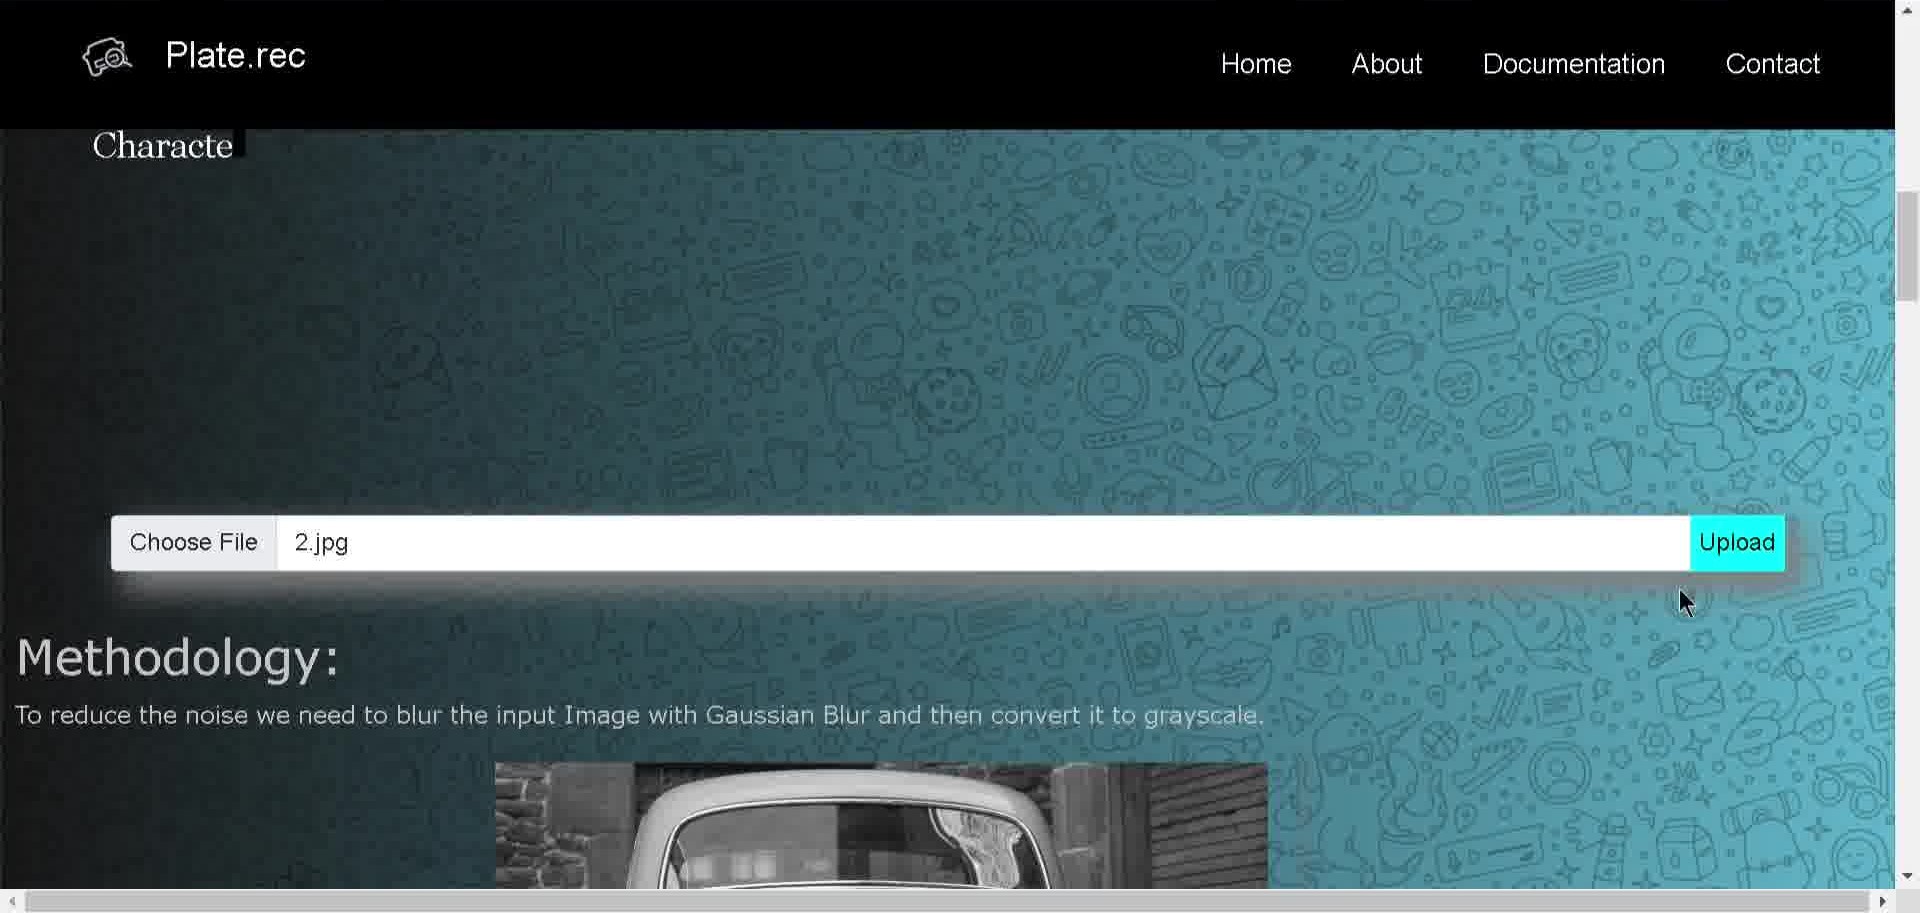 Plate.rec
Home
About
Documentation
Contact
Characte
Choose File
2.jpg
Upload
Methodology:
To reduce the noise we need to blur the input Image with Gaussian Blur and then convert it to grayscale.